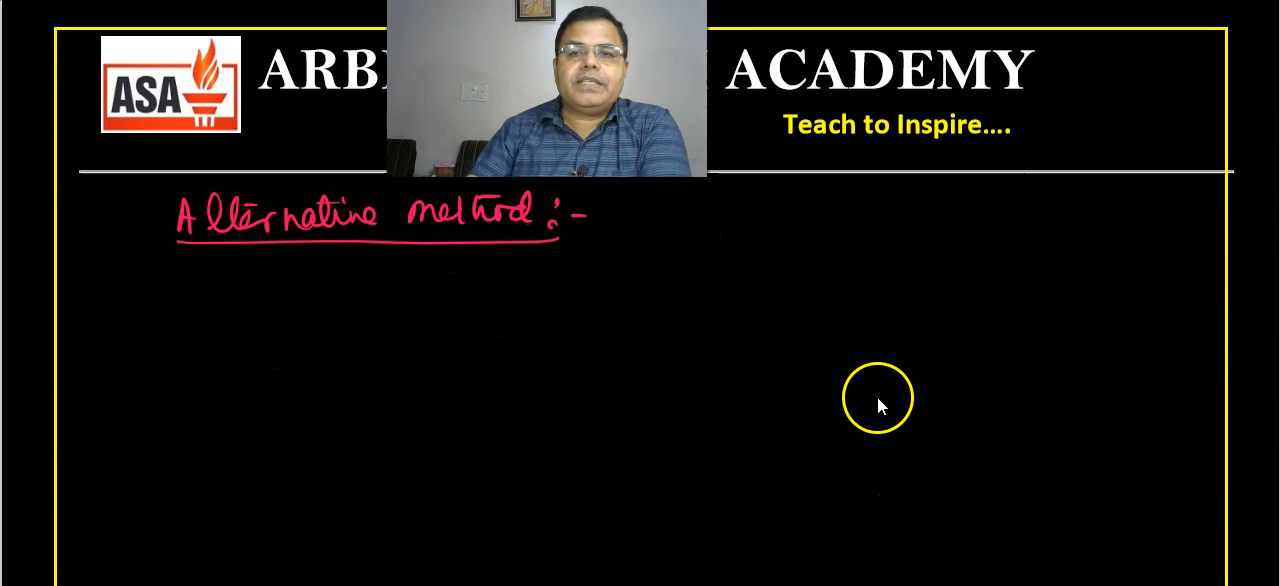 ASA ARB ACADEMY
Teach to Inspire....
Alternative method :-